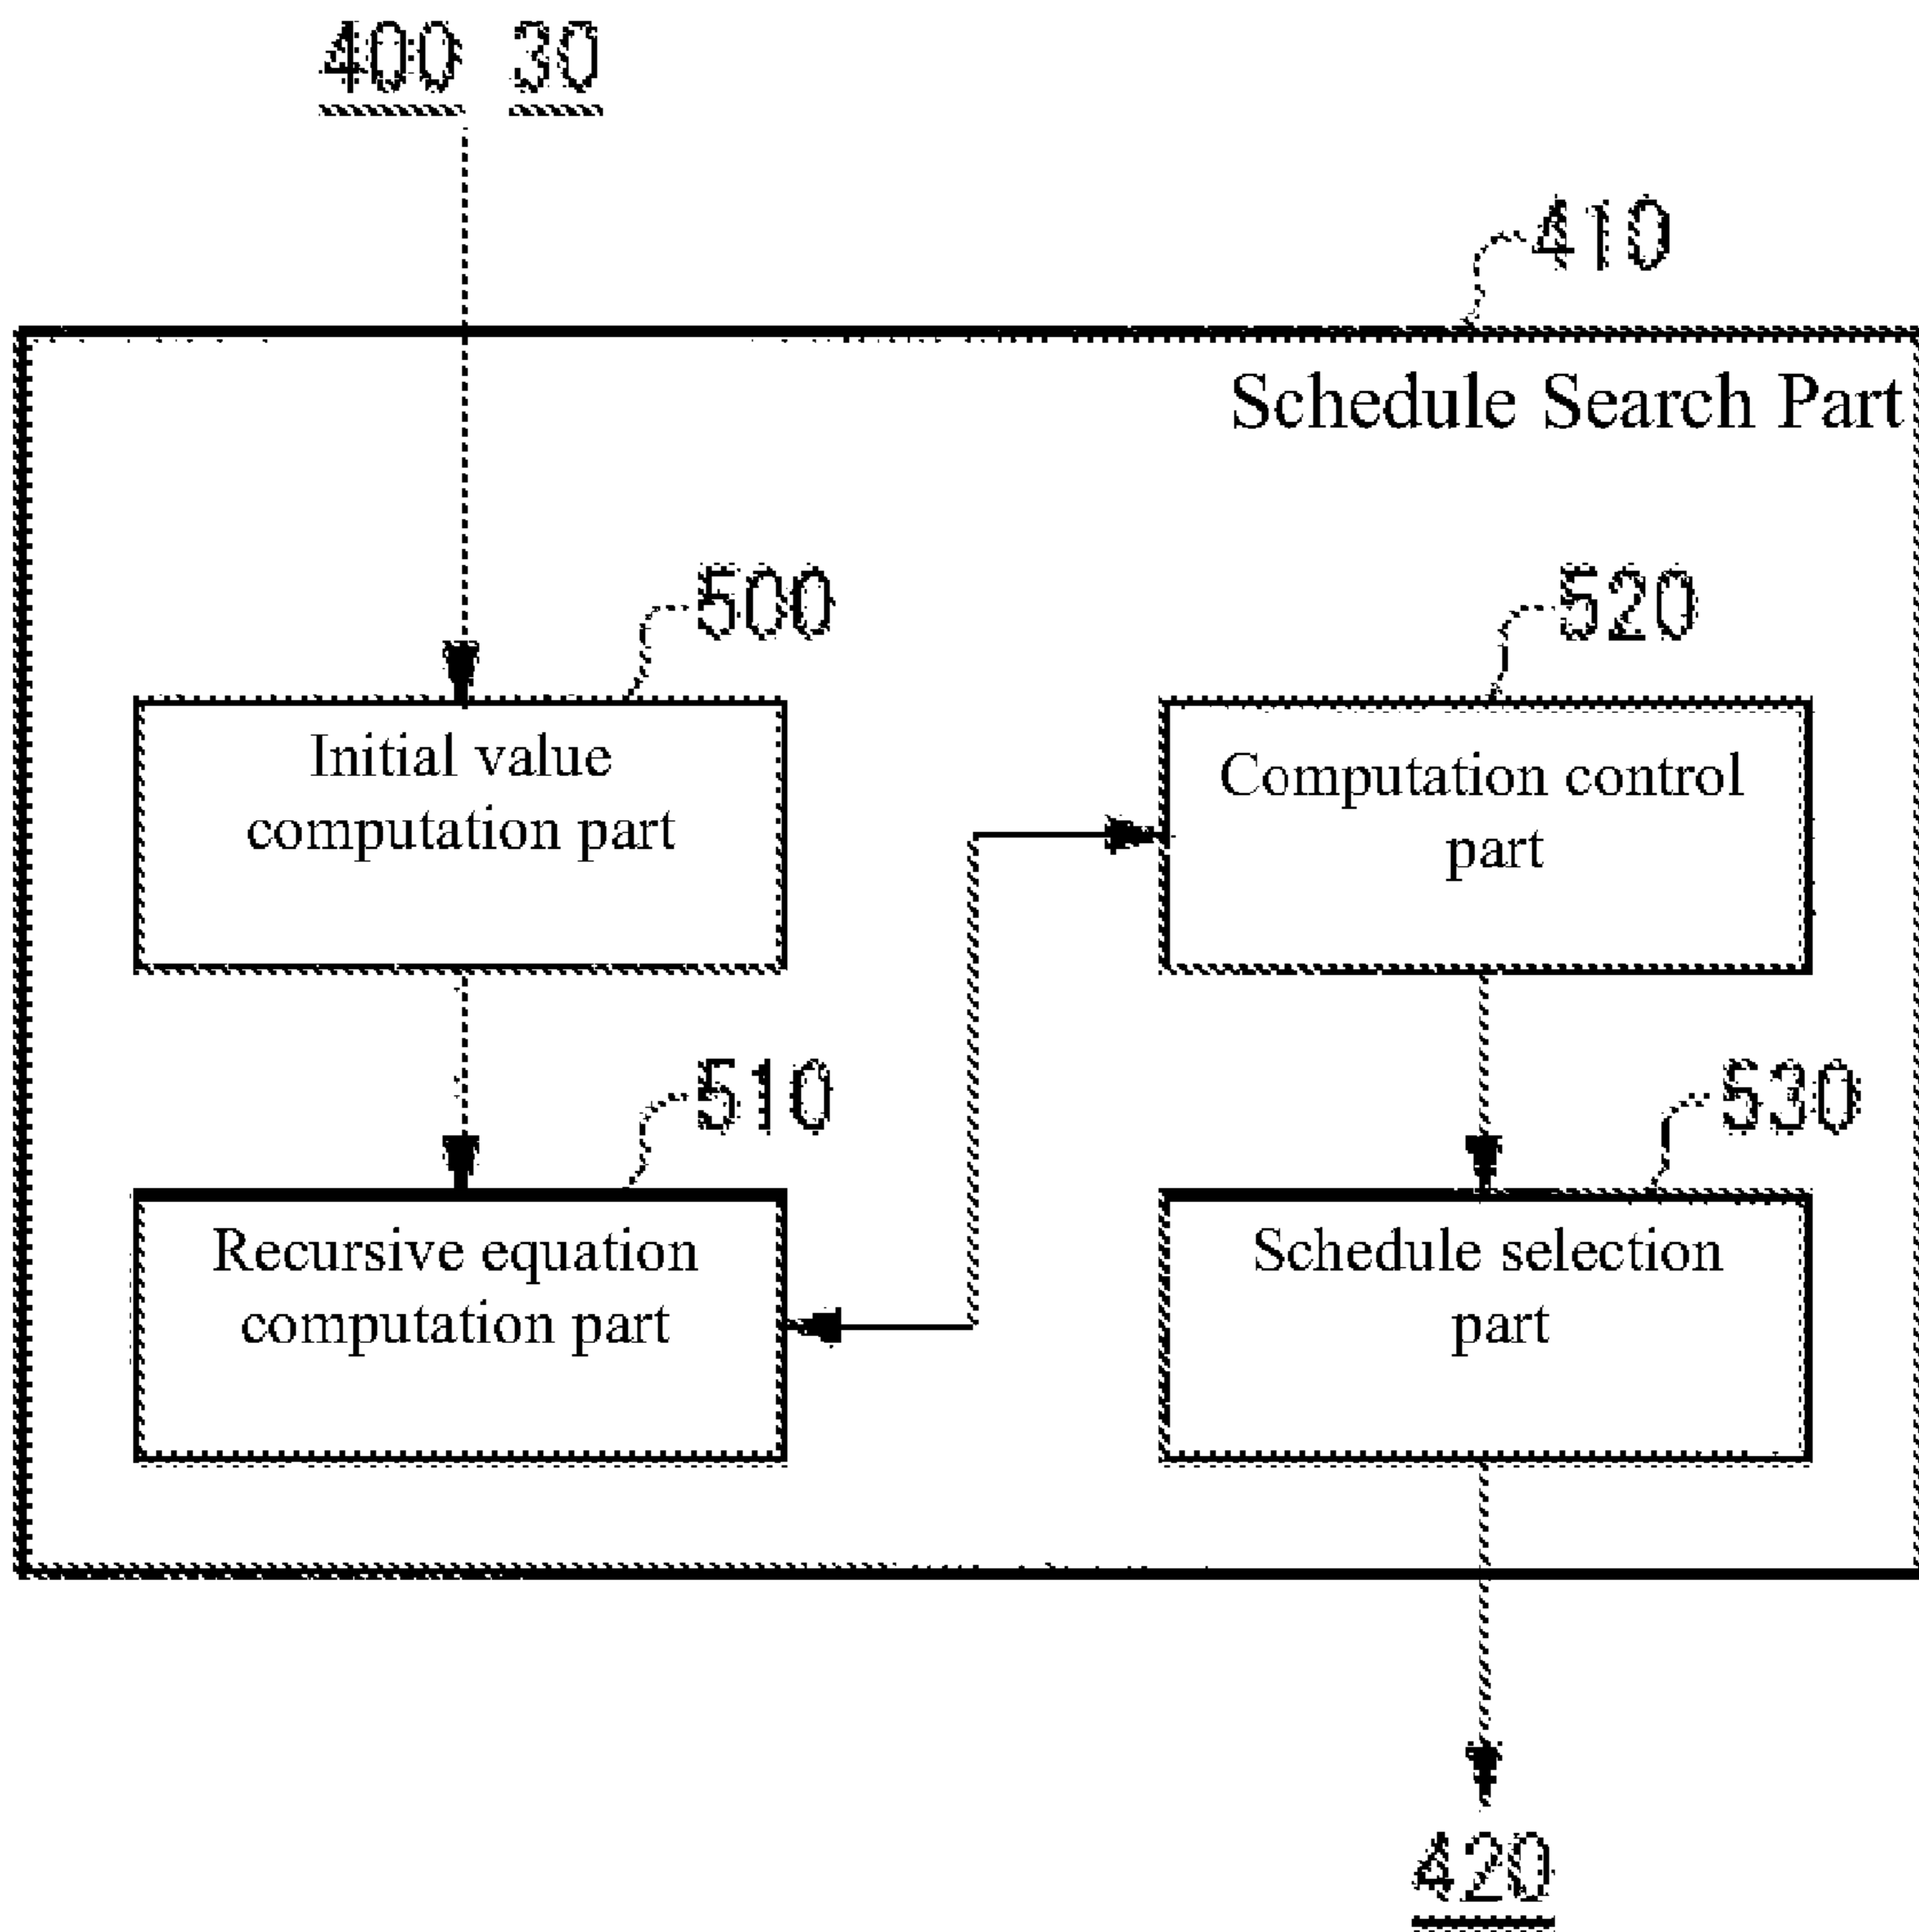 400 30
410
Schedule Search Part
500
520
Initial value
computation part
Computation control
part
510
530
Recursive equation
computation part
Schedule selection
part
420